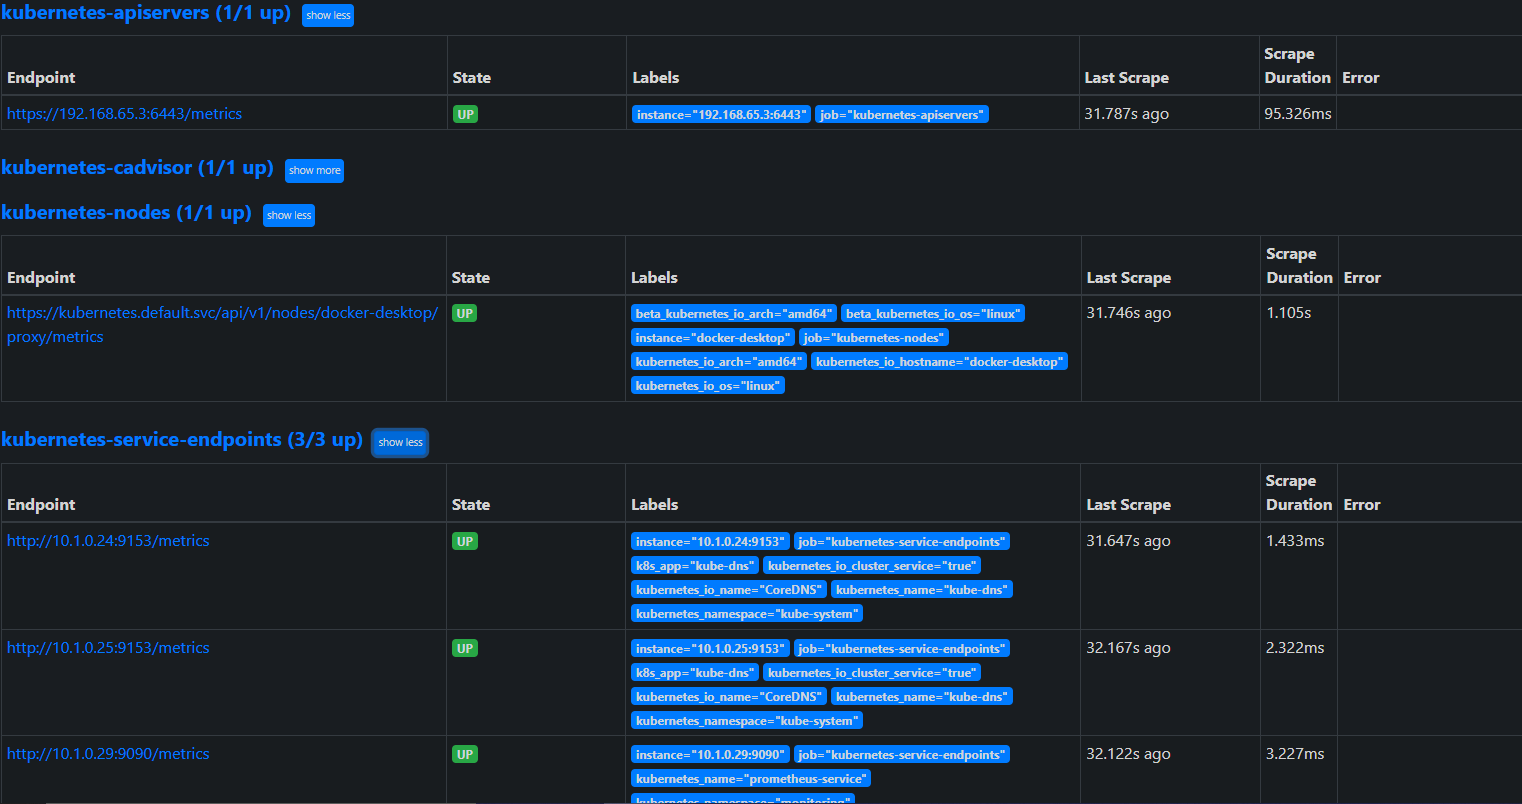 kubernetes-apiservers (1/1 up) show less
Endpoint State Labels Last Scrape Scrape Duration Error
https://192.168.65.3:6443/metrics UP instance="192.168.65.3:6443" job="kubernetes-apiservers" 31.787s ago 95.326ms
kubernetes-cadvisor (1/1 up) show more
kubernetes-nodes (1/1 up) show less
Endpoint State Labels Last Scrape Scrape Duration Error
https://kubernetes.default.svc/api/v1/nodes/docker-desktop/ UP beta_kubernetes_io_arch="amd64" beta_kubernetes_io_os="linux" 31.746s ago 1.105s
proxy/metrics instance="docker-desktop" job="kubernetes-nodes"
kubernetes_io_arch="amd64" kubernetes_io_hostname="docker-desktop"
kubernetes_io_os="linux"
kubernetes-service-endpoints (3/3 up) show less
Endpoint State Labels Last Scrape Scrape Duration Error
http://10.1.0.24:9153/metrics UP instance="10.1.0.24:9153" job="kubernetes-service-endpoints" 31.647s ago 1.433ms
k8s_app="kube-dns" kubernetes_io_cluster_service="true"
kubernetes_io_name="CoreDNS" kubernetes_name="kube-dns"
kubernetes_namespace="kube-system"
http://10.1.0.25:9153/metrics UP instance="10.1.0.25:9153" job="kubernetes-service-endpoints" 32.167s ago 2.322ms
k8s_app="kube-dns" kubernetes_io_cluster_service="true"
kubernetes_io_name="CoreDNS" kubernetes_name="kube-dns"
kubernetes_namespace="kube-system"
http://10.1.0.29:9090/metrics UP instance="10.1.0.29:9090" job="kubernetes-service-endpoints" 32.122s ago 3.227ms
kubernetes_name="prometheus-service"
kubernetes_namespace="monitoring"